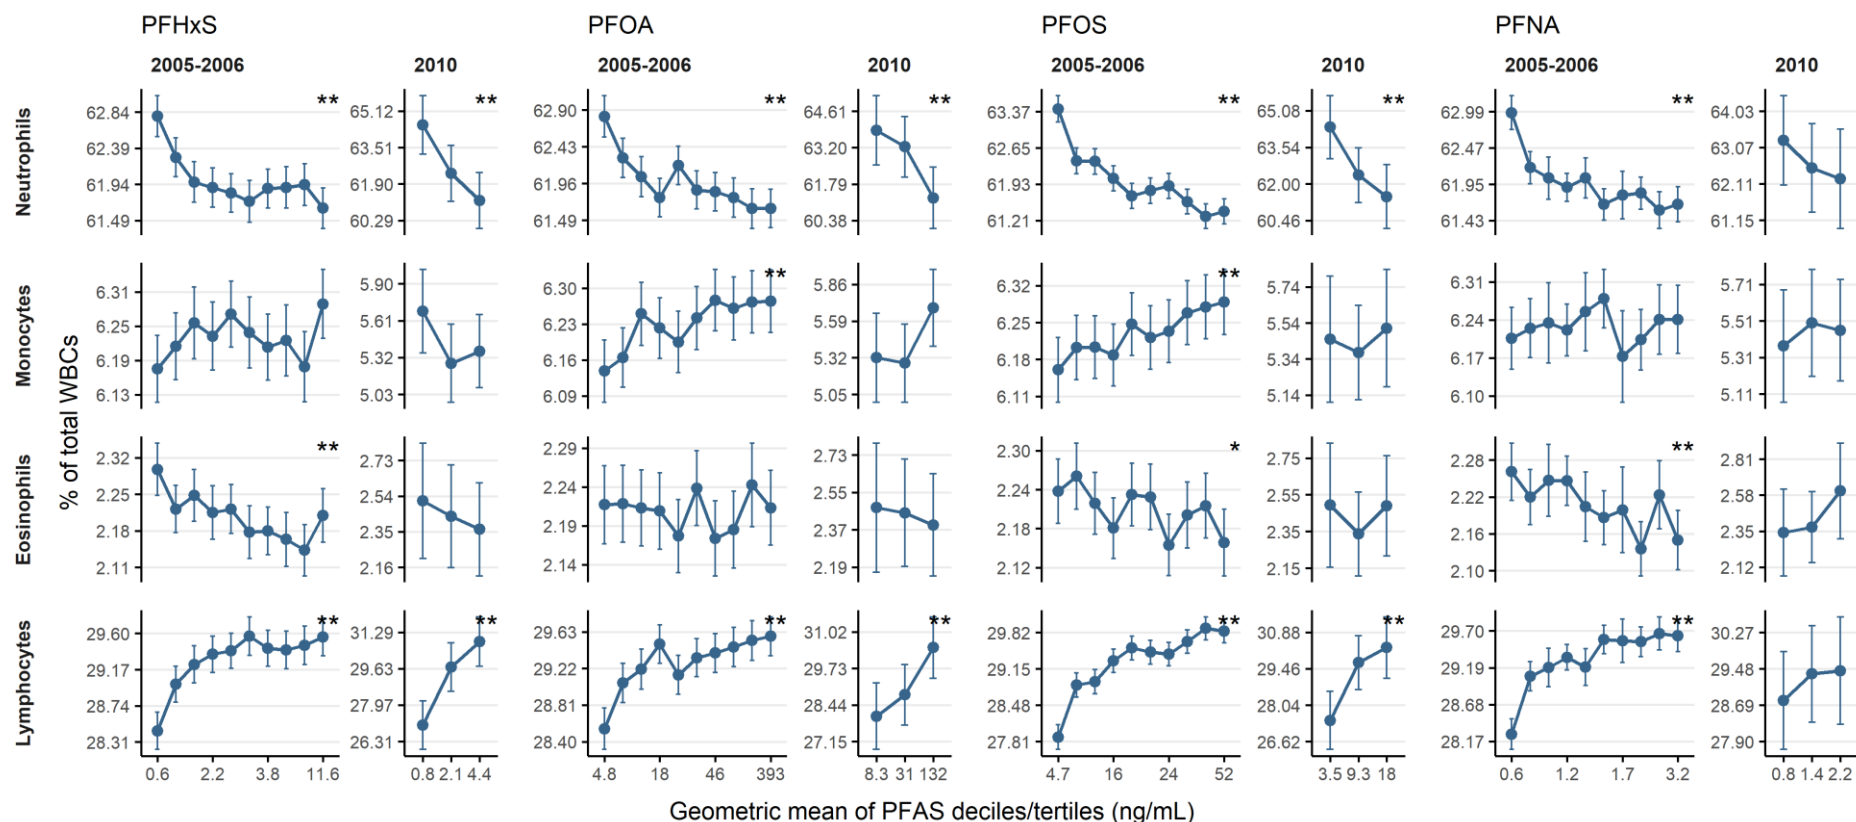 PFHxS PFOA PFOS PFNA
2005-2006 2010 2005-2006 2010 2005-2006 2010 2005-2006 2010
% of total WBCs
Neutrophils
62.84 62.39 61.94 61.49 **
65.12 63.51 61.90 60.29 **
62.90 62.43 61.96 61.49 **
64.61 63.20 61.79 60.38 **
63.37 62.65 61.93 61.21 **
65.08 63.54 62.00 60.46 **
62.99 62.47 61.95 61.43 **
64.03 63.07 62.11 61.15
Monocytes
6.31 6.25 6.19 6.13
5.90 5.61 5.32 5.03
6.30 6.23 6.16 6.09 **
5.86 5.59 5.32 5.05
6.32 6.25 6.18 6.11 **
5.74 5.54 5.34 5.14
6.31 6.24 6.17 6.10
5.71 5.51 5.31 5.11
Eosinophils
2.32 2.25 2.18 2.11 **
2.73 2.54 2.35 2.16
2.29 2.24 2.19 2.14
2.73 2.55 2.37 2.19
2.30 2.24 2.18 2.12 *
2.75 2.55 2.35 2.15
2.28 2.22 2.16 2.10 **
2.81 2.58 2.35 2.12
Lymphocytes
29.60 29.17 28.74 28.31 **
31.29 29.63 27.97 26.31 **
29.63 29.22 28.81 28.40 **
31.02 29.73 28.44 27.15 **
29.82 29.15 28.48 27.81 **
30.88 29.46 28.04 26.62 **
29.70 29.19 28.68 28.17 **
30.27 29.48 28.69 27.90
0.6 2.2 3.8 11.6 0.8 2.1 4.4 4.8 18 46 393 8.3 31 132 4.7 16 24 52 3.5 9.3 18 0.6 1.2 1.7 3.2 0.8 1.4 2.2
Geometric mean of PFAS deciles/tertiles (ng/mL)